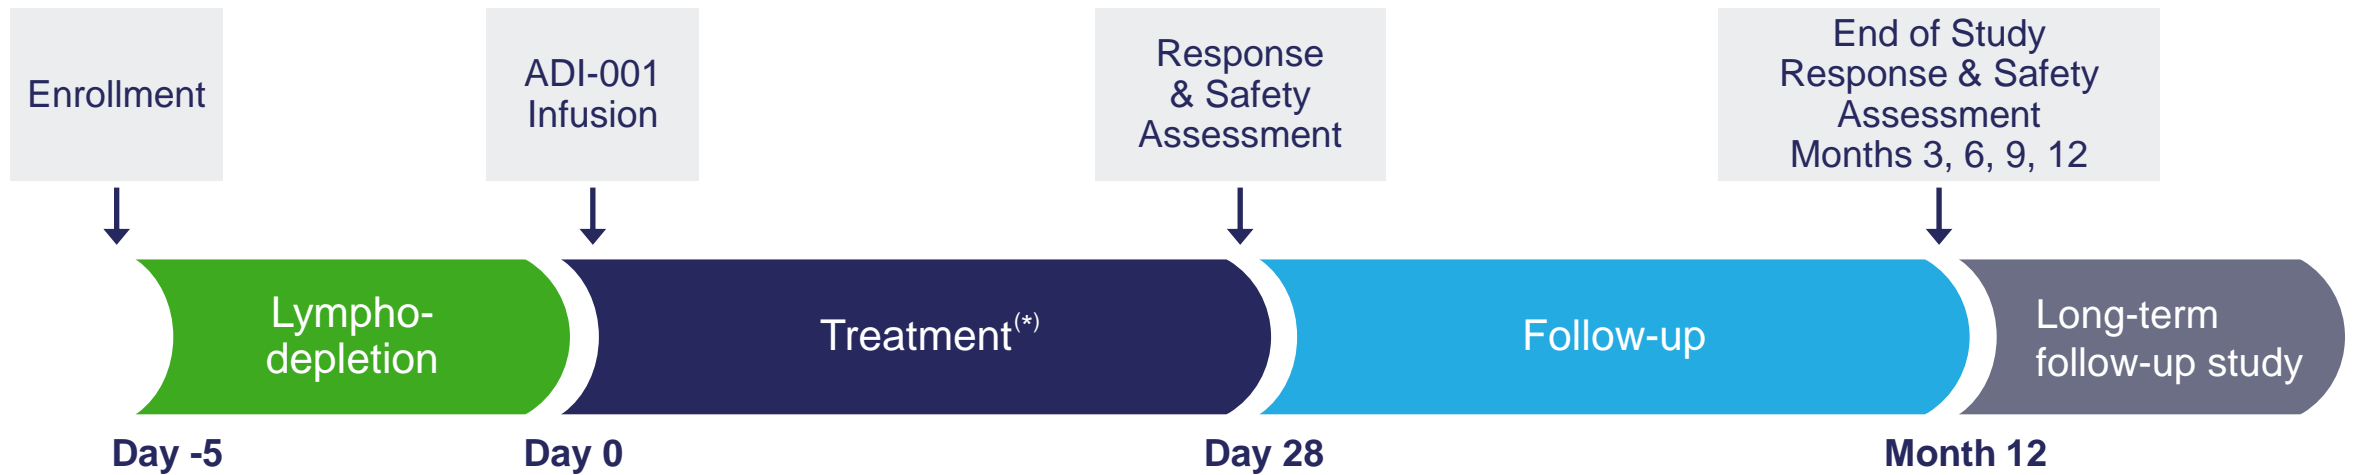 Enrollment
ADI-001
Infusion
Response
& Safety
Assessment
End of Study
Response & Safety
Assessment
Months 3, 6, 9, 12
Lympho-
depletion
Treatment(*)
Follow-up
Long-term
follow-up study
Day -5
Day 0
Day 28
Month 12